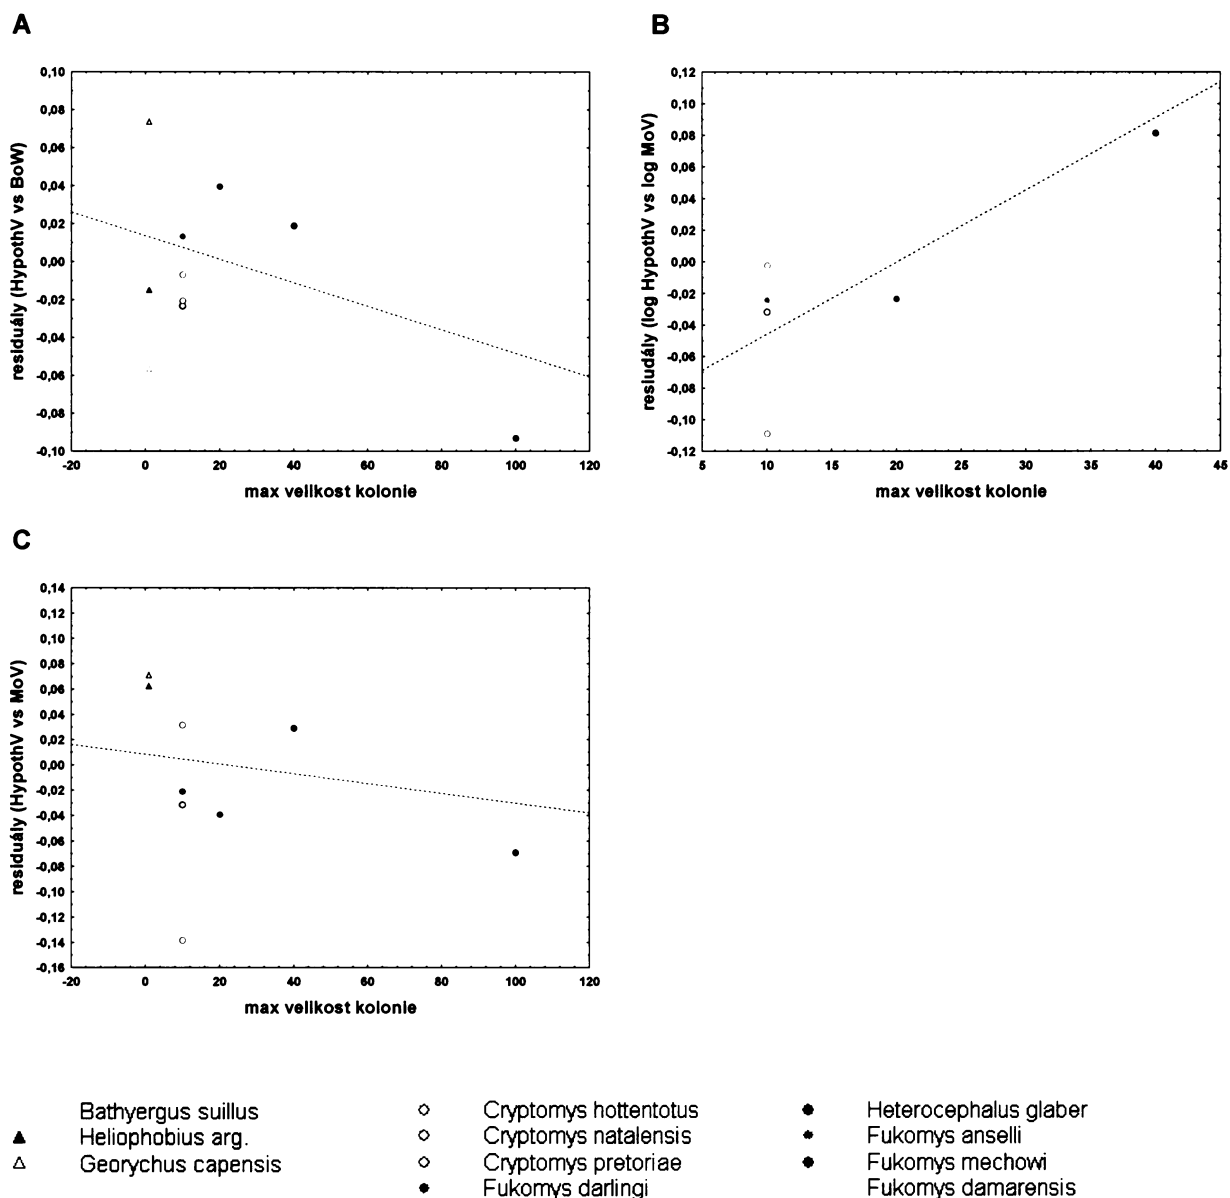 A
B
0,10
0,08
0,06
0,04
0,02
0,00
-0,02
-0,04
-0,06
-0,08
-0,10
residuály (HypothV vs BoW)
-20 0 20 40 60 80 100 120
max velikost kolonie
0,12
0,10
0,08
0,06
0,04
0,02
0,00
-0,02
-0,04
-0,06
-0,08
-0,10
-0,12
resiudály (log HypothV vs log MoV)
5 10 15 20 25 30 35 40 45
max velikost kolonie
C
0,14
0,12
0,10
0,08
0,06
0,04
0,02
0,00
-0,02
-0,04
-0,06
-0,08
-0,10
-0,12
-0,14
-0,16
residuály (HypothV vs MoV)
-20 0 20 40 60 80 100 120
max velikost kolonie
Bathyergus suillus
Heliophobius arg.
Georychus capensis
Cryptomys hottentotus
Cryptomys natalensis
Cryptomys pretoriae
Fukomys darlingi
Heterocephalus glaber
Fukomys anselli
Fukomys mechowi
Fukomys damarensis